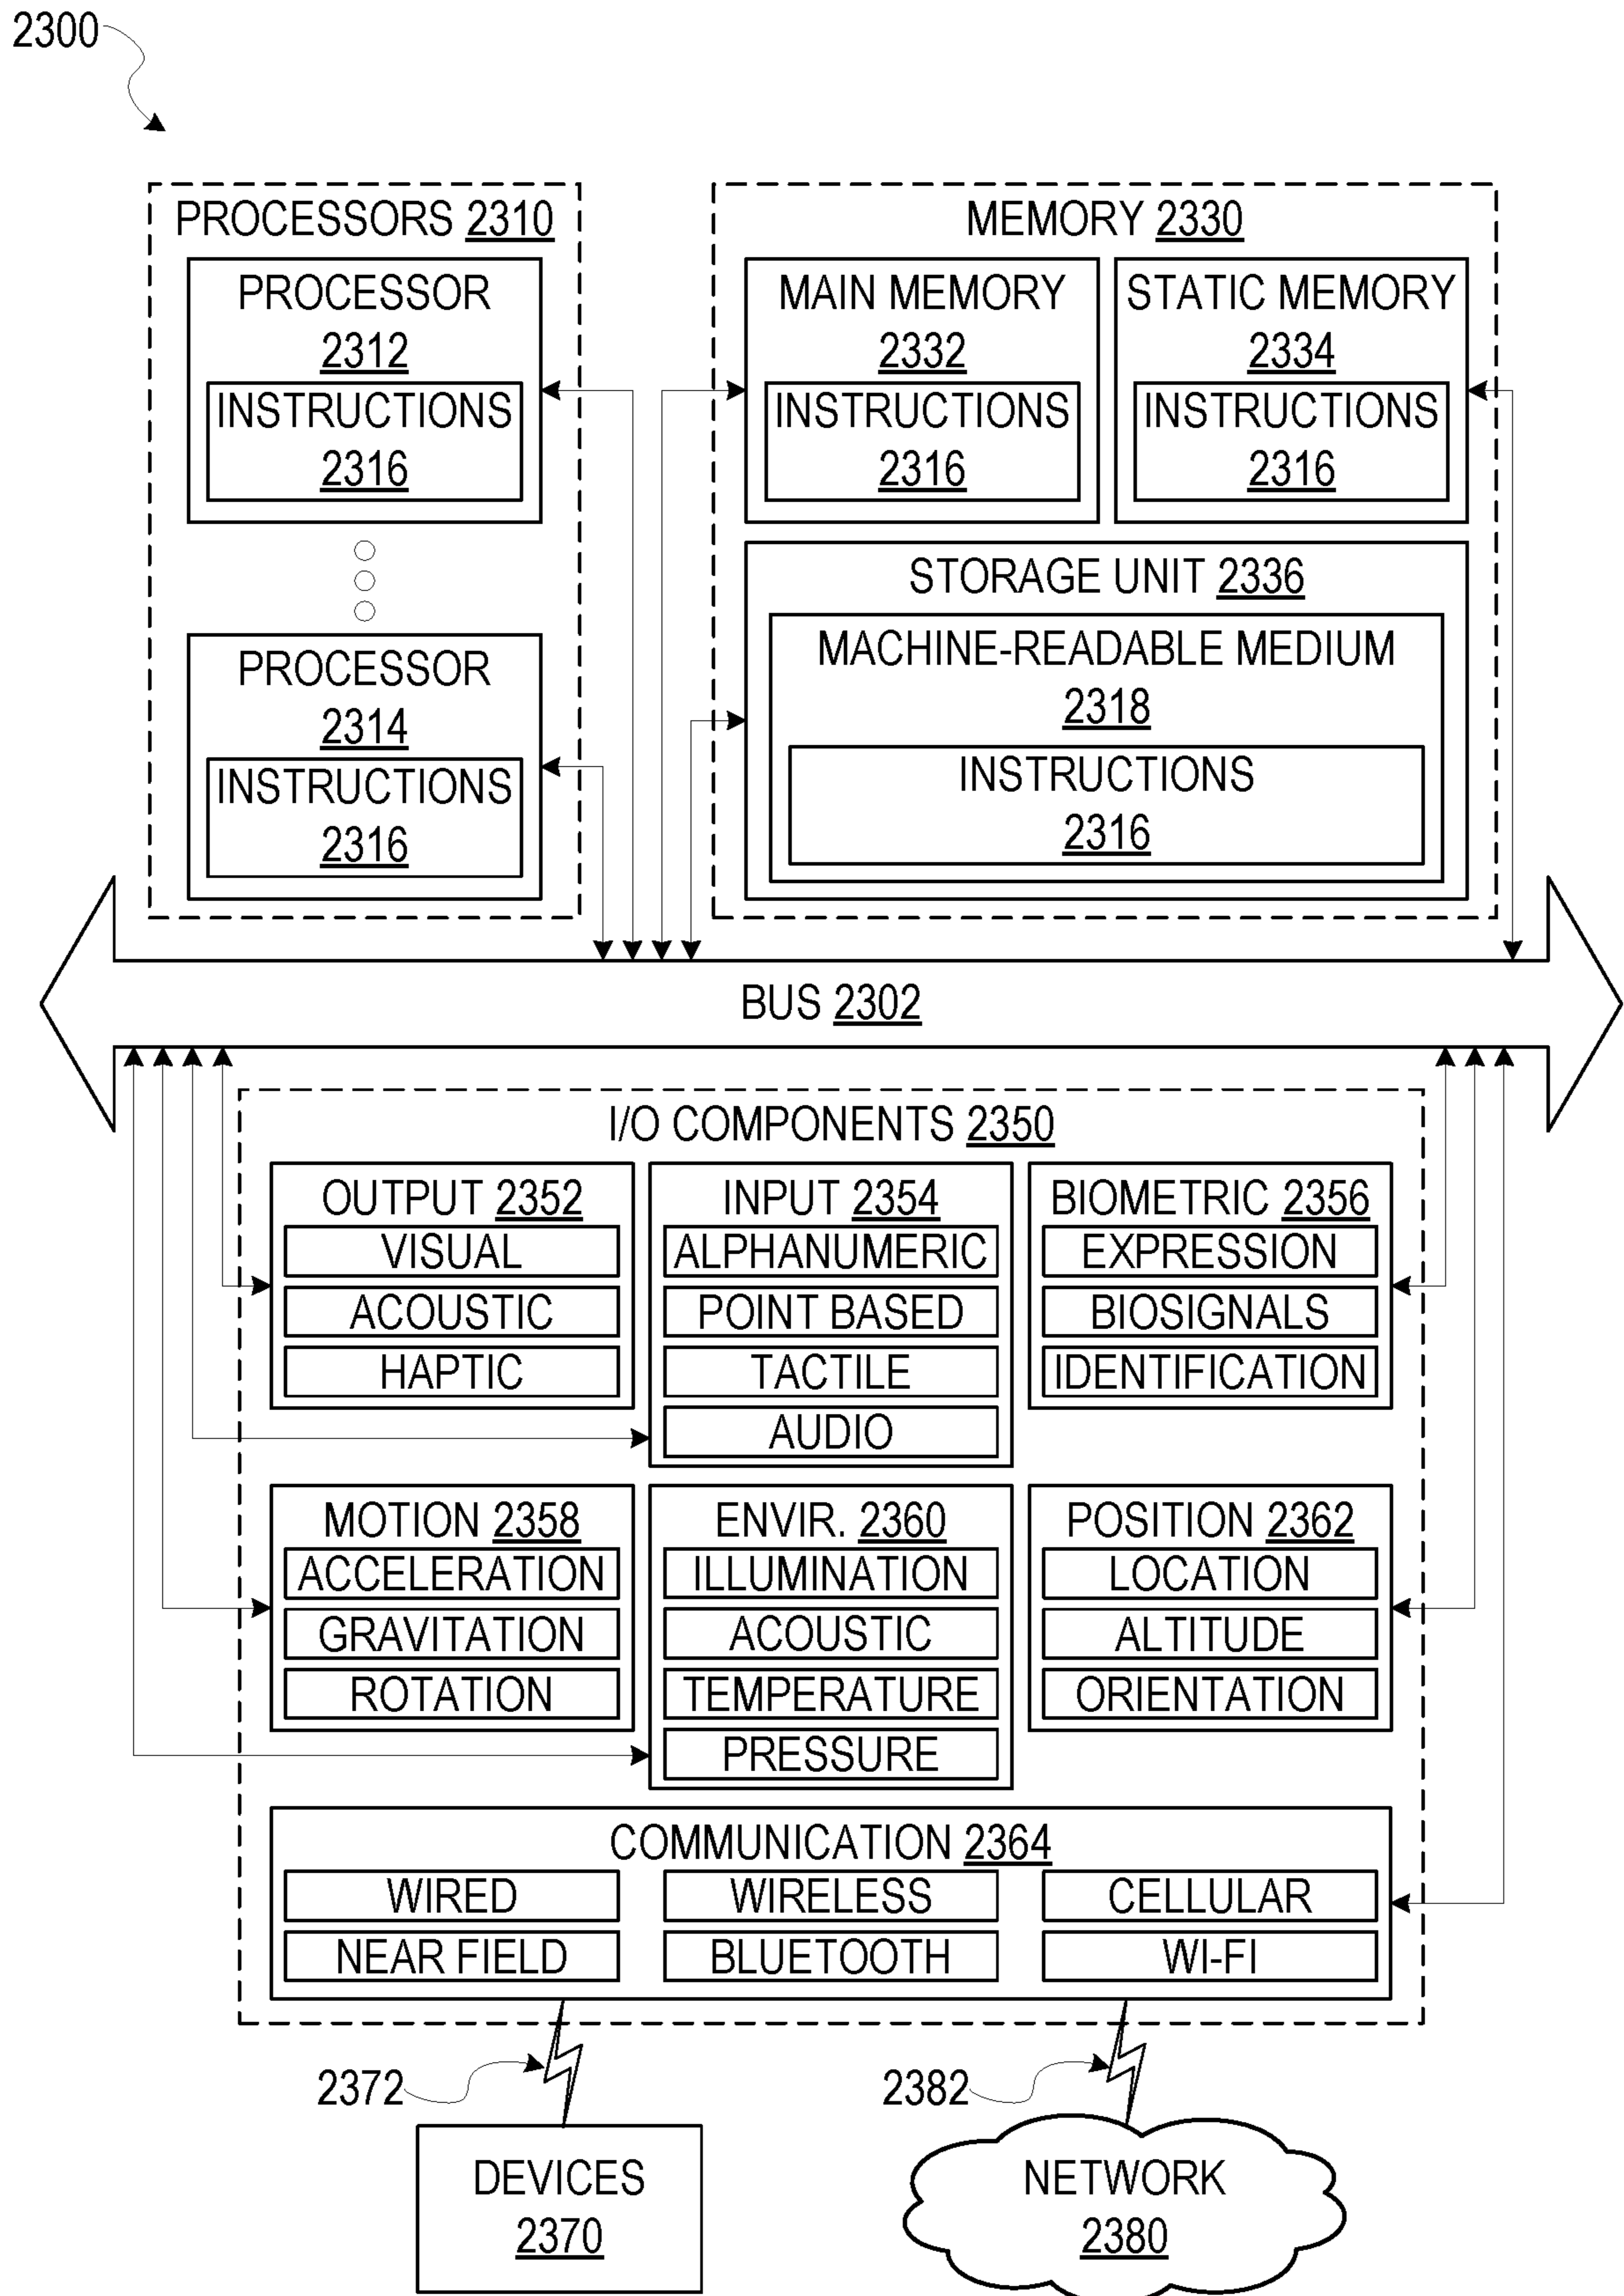 2300
PROCESSORS 2310
PROCESSOR
2312
INSTRUCTIONS
2316
PROCESSOR
2314
INSTRUCTIONS
2316
MEMORY 2330
MAIN MEMORY
2332
INSTRUCTIONS
2316
STATIC MEMORY
2334
INSTRUCTIONS
2316
STORAGE UNIT 2336
MACHINE-READABLE MEDIUM
2318
INSTRUCTIONS
2316
BUS 2302
I/O COMPONENTS 2350
OUTPUT 2352
VISUAL
ACOUSTIC
HAPTIC
INPUT 2354
ALPHANUMERIC
POINT BASED
TACTILE
AUDIO
BIOMETRIC 2356
EXPRESSION
BIOSIGNALS
IDENTIFICATION
MOTION 2358
ACCELERATION
GRAVITATION
ROTATION
ENVIR. 2360
ILLUMINATION
ACOUSTIC
TEMPERATURE
PRESSURE
POSITION 2362
LOCATION
ALTITUDE
ORIENTATION
COMMUNICATION 2364
WIRED
WIRELESS
CELLULAR
NEAR FIELD
BLUETOOTH
WI-FI
2372
2382
DEVICES
2370
NETWORK
2380